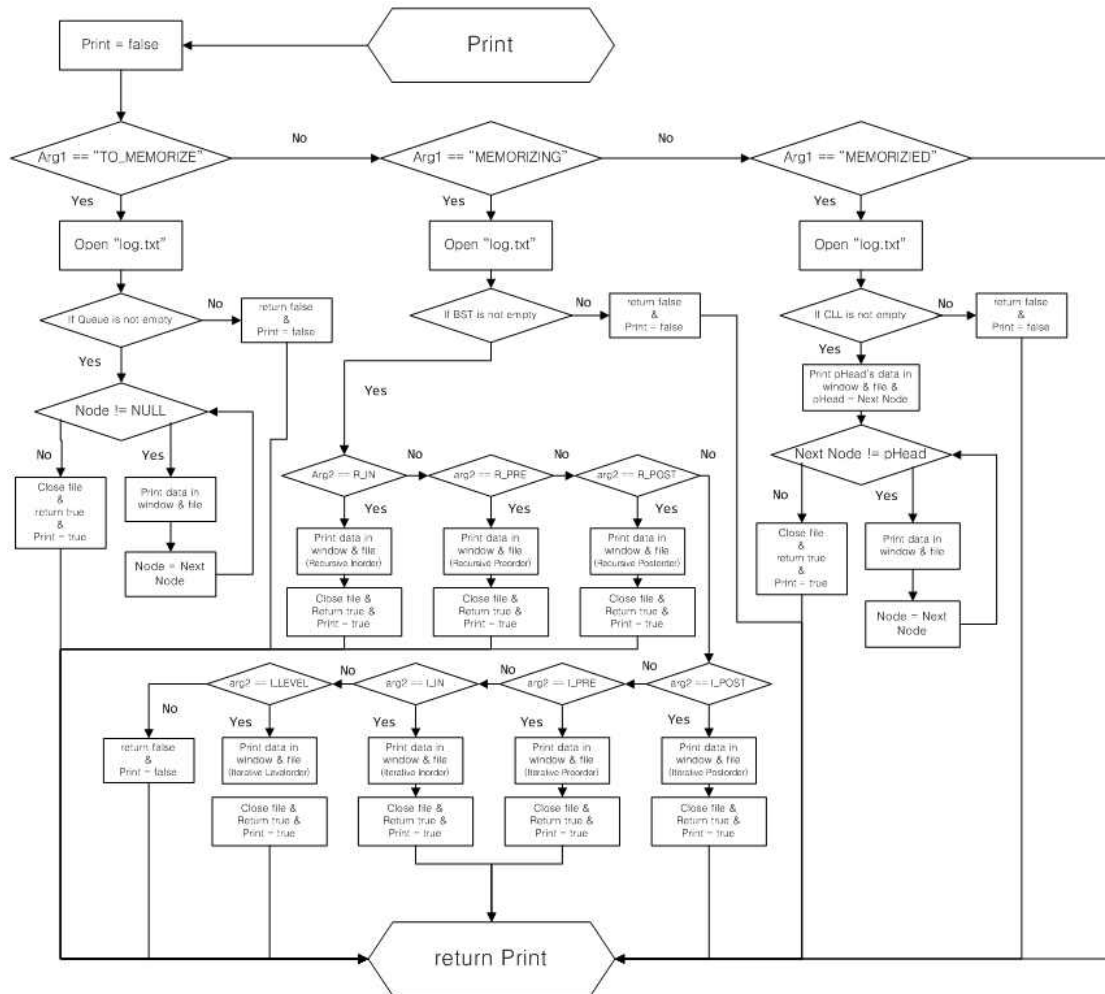 Print
Print = false
Arg1 == "TO_MEMORIZE"
No
Arg1 == "MEMORIZING"
No
Arg1 == "MEMORIZIED"
Yes
Yes
Yes
Open "log.txt"
Open "log.txt"
Open "log.txt"
If Queue is not empty
No
return false
&
Print = false
If BST is not empty
No
return false
&
Print = false
If CLL is not empty
No
return false
&
Print = false
Yes
Yes
Yes
Print pHead's data in
window & file &
pHead = Next Node
Node != NULL
No
Yes
Close file
&
return true
&
Print = true
Print data in
window & file
Node = Next
Node
Next Node != pHead
No
Yes
Close file
&
return true
&
Print = true
Print data in
window & file
Node = Next
Node
Arg2 == R_IN
No
arg2 == R_PRE
No
arg2 == R_POST
No
Yes
Yes
Yes
Print data in
window & file
(Recursive Inorder)
Print data in
window & file
(Recursive Preorder)
Print data in
window & file
(Recursive Postorder)
Close file &
Return true &
Print = true
Close file &
Return true &
Print = true
Close file &
Return true &
Print = true
arg2 == I_LEVEL
No
arg2 == I_IN
No
arg2 == I_PRE
No
arg2 == I_POST
No
Yes
Yes
Yes
Yes
return false
&
Print = false
Print data in
window & file
(Iterative Levelorder)
Print data in
window & file
(Iterative Inorder)
Print data in
window & file
(Iterative Preorder)
Print data in
window & file
(Iterative Postorder)
Close file &
Return true &
Print = true
Close file &
Return true &
Print = true
Close file &
Return true &
Print = true
Close file &
Return true &
Print = true
return Print